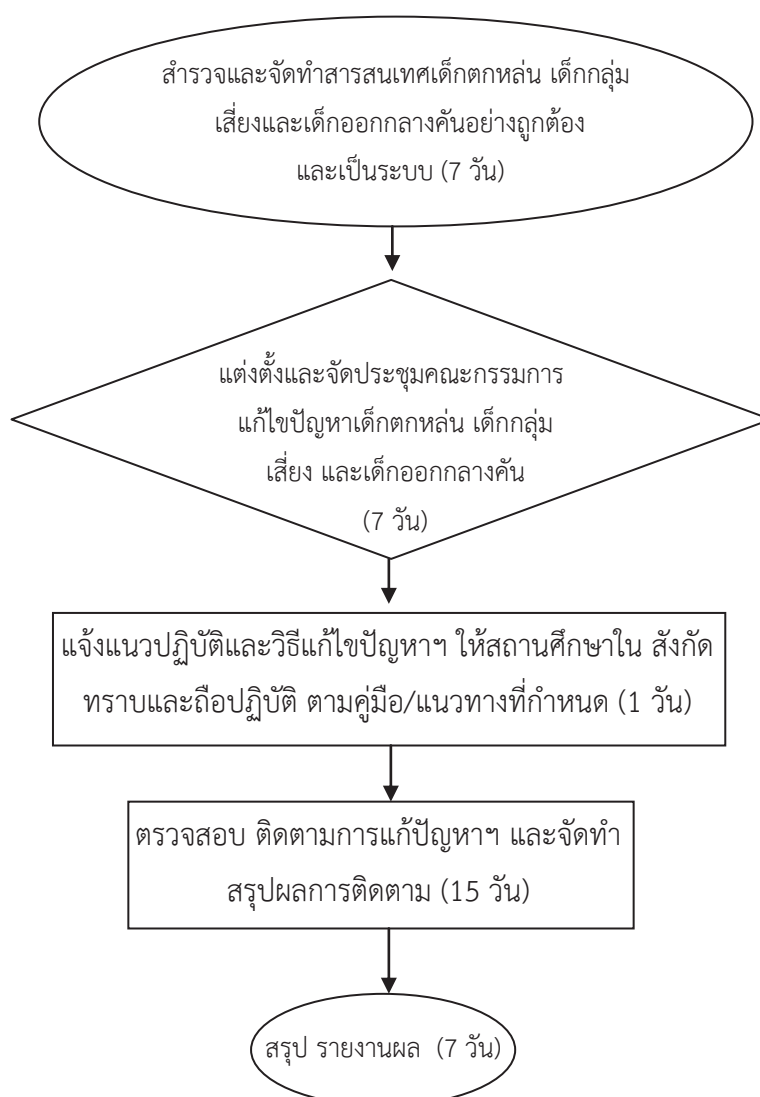 สำรวจและจัดทำสารสนเทศเด็กตกหล่น เด็กกลุ่ม
เสี่ยงและเด็กออกกลางคันอย่างถูกต้อง
และเป็นระบบ (7 วัน)
แต่งตั้งและจัดประชุมคณะกรรมการ
แก้ไขปัญหาเด็กตกหล่น เด็กกลุ่ม
เสี่ยง และเด็กออกกลางคัน
(7 วัน)
แจ้งแนวปฏิบัติและวิธีแก้ไขปัญหาฯ ให้สถานศึกษาใน สังกัด
ทราบและถือปฏิบัติ ตามคู่มือ/แนวทางที่กำหนด (1 วัน)
ตรวจสอบ ติดตามการแก้ปัญหาฯ และจัดทำ
สรุปผลการติดตาม (15 วัน)
สรุป รายงานผล (7 วัน)